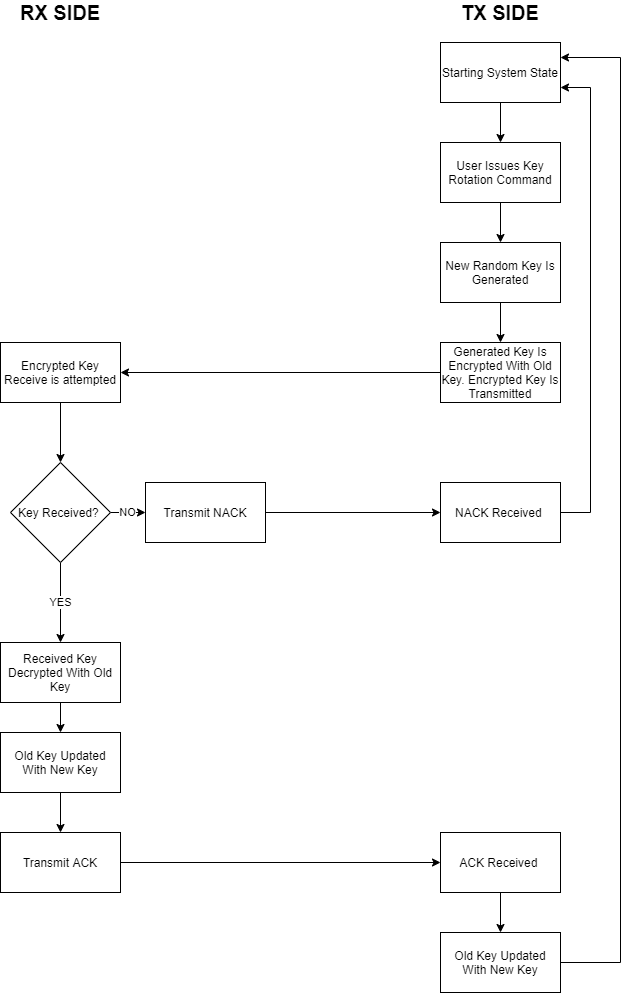 RX SIDE
TX SIDE
Starting System State
User Issues Key
Rotation Command
New Random Key Is
Generated
Encrypted Key
Receive is attempted
Generated Key Is
Encrypted With Old
Key. Encrypted Key Is
Transmitted
Key Received?
NO
Transmit NACK
NACK Received
YES
Received Key
Decrypted With Old
Key
Old Key Updated
With New Key
Transmit ACK
ACK Received
Old Key Updated
With New Key